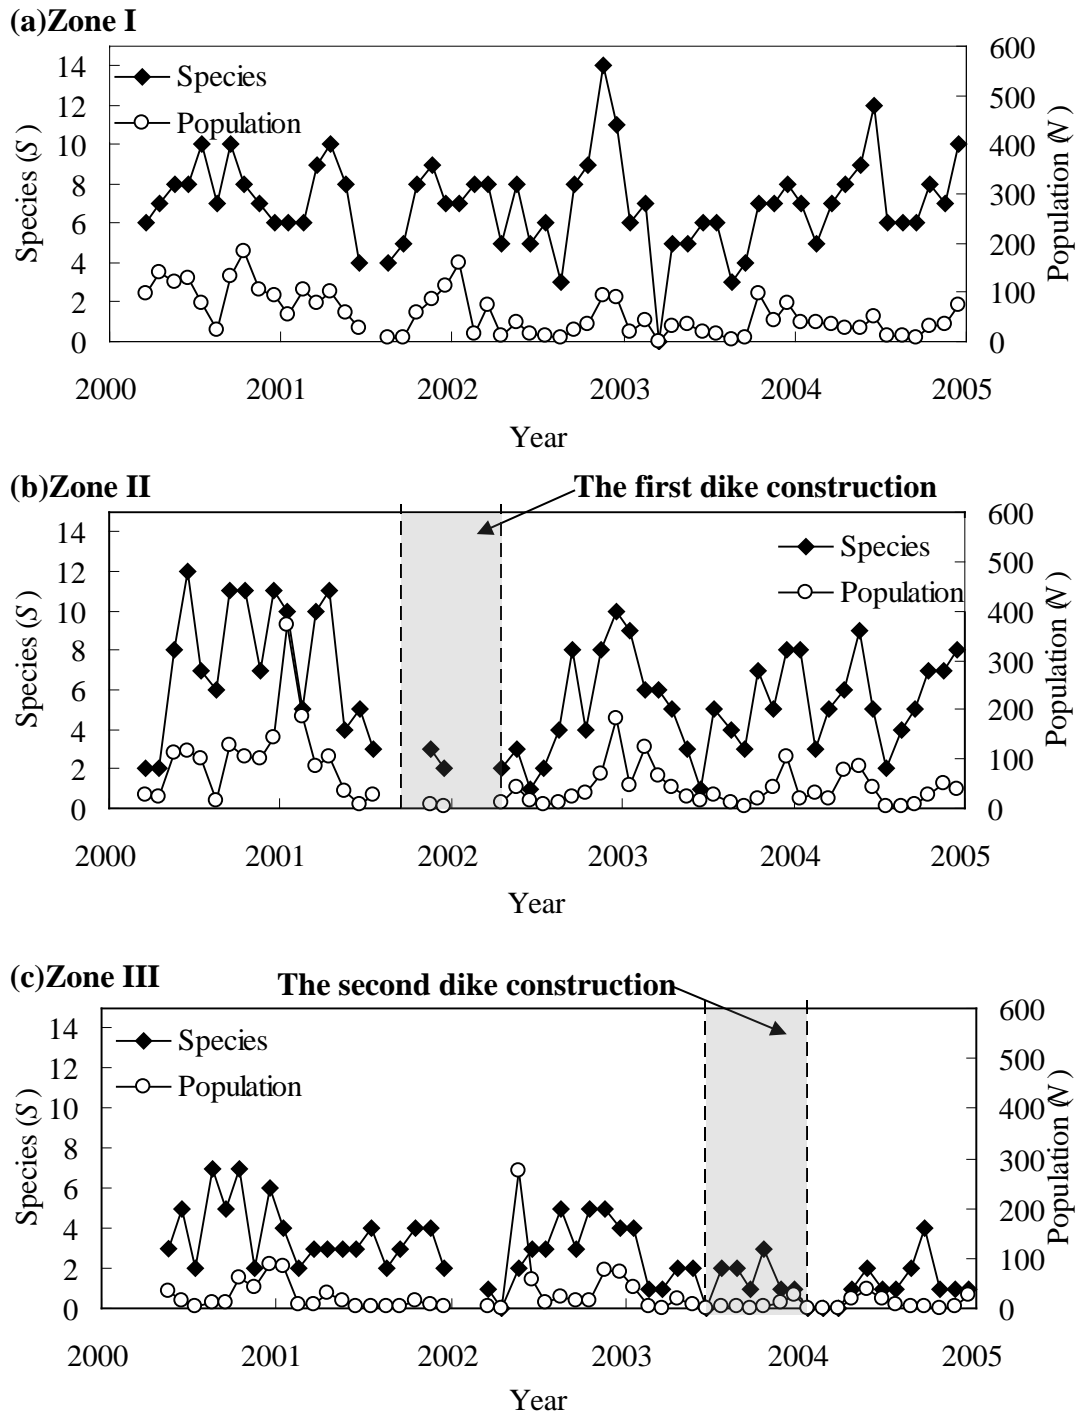 (a)Zone I
600
14 Species 500
12 Population 400
10
8 300
6 200
4
2 100
0 0
Species (S)
Population (N)
2000 2001 2002 2003 2004 2005
Year
(b)Zone II The first dike construction
600
14 Species 500
12 Population 400
10
8 300
6 200
4
2 100
0 0
Species (S)
Population (N)
2000 2001 2002 2003 2004 2005
Year
(c)Zone III The second dike construction
600
14 Species 500
12 Population 400
10
8 300
6 200
4
2 100
0 0
Species (S)
Population (N)
2000 2001 2002 2003 2004 2005
Year